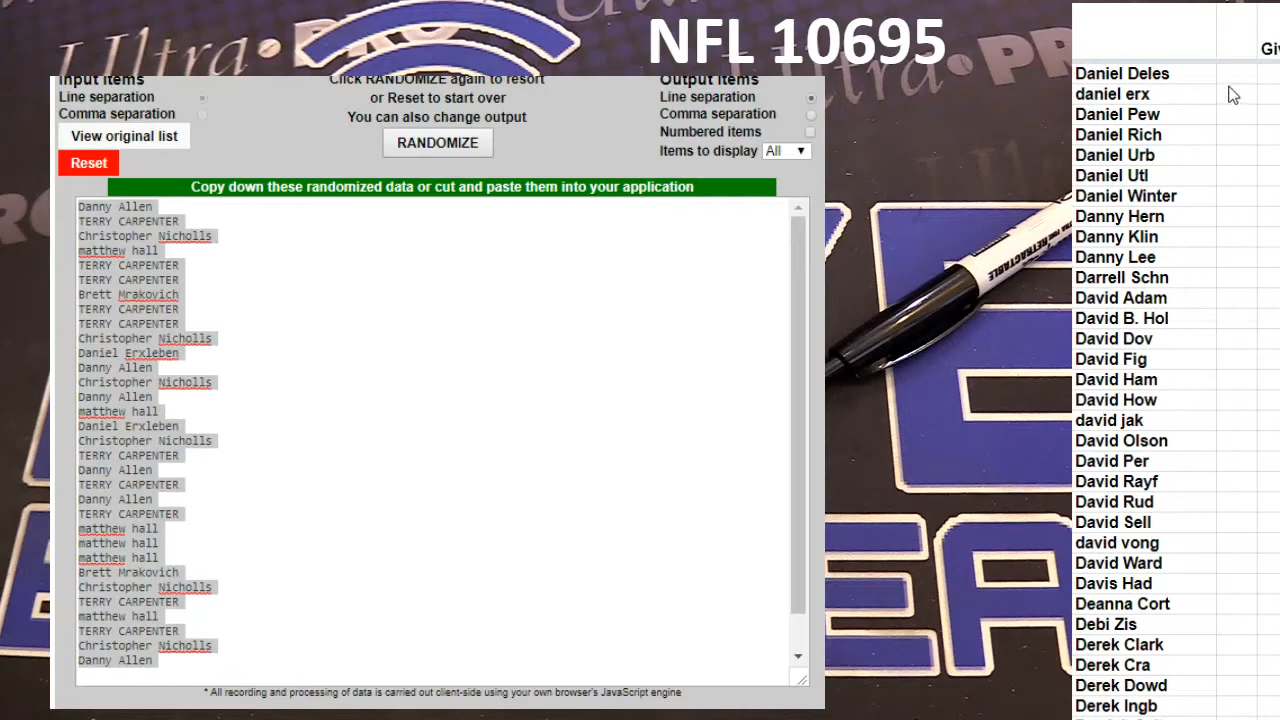 NFL 10695
Ultra PRO
Input Items
Line separation
Comma separation
View original list
Reset
Click RANDOMIZE again to resort
or Reset to start over
You can also change output
RANDOMIZE
Output Items
Line separation
Comma separation
Numbered items
Items to display All
Copy down these randomized data or cut and paste them into your application
Danny Allen
TERRY CARPENTER
Christopher Nicholls
matthew hall
TERRY CARPENTER
TERRY CARPENTER
Brett Mrakovich
TERRY CARPENTER
TERRY CARPENTER
Christopher Nicholls
Daniel Erxleben
Danny Allen
Christopher Nicholls
Danny Allen
matthew hall
Daniel Erxleben
Christopher Nicholls
TERRY CARPENTER
Danny Allen
TERRY CARPENTER
Danny Allen
TERRY CARPENTER
matthew hall
matthew hall
matthew hall
Brett Mrakovich
Christopher Nicholls
TERRY CARPENTER
matthew hall
TERRY CARPENTER
Christopher Nicholls
Danny Allen
* All recording and processing of data is carried out client-side using your own browser's JavaScript engine
RETRACTABLE
Daniel Deles
daniel erx
Daniel Pew
Daniel Rich
Daniel Urb
Daniel Utl
Daniel Winter
Danny Hern
Danny Klin
Danny Lee
Darrell Schn
David Adam
David B. Hol
David Dov
David Fig
David Ham
David How
david jak
David Olson
David Per
David Rayf
David Rud
David Sell
david vong
David Ward
Davis Had
Deanna Cort
Debi Zis
Derek Clark
Derek Cra
Derek Dowd
Derek Ingb